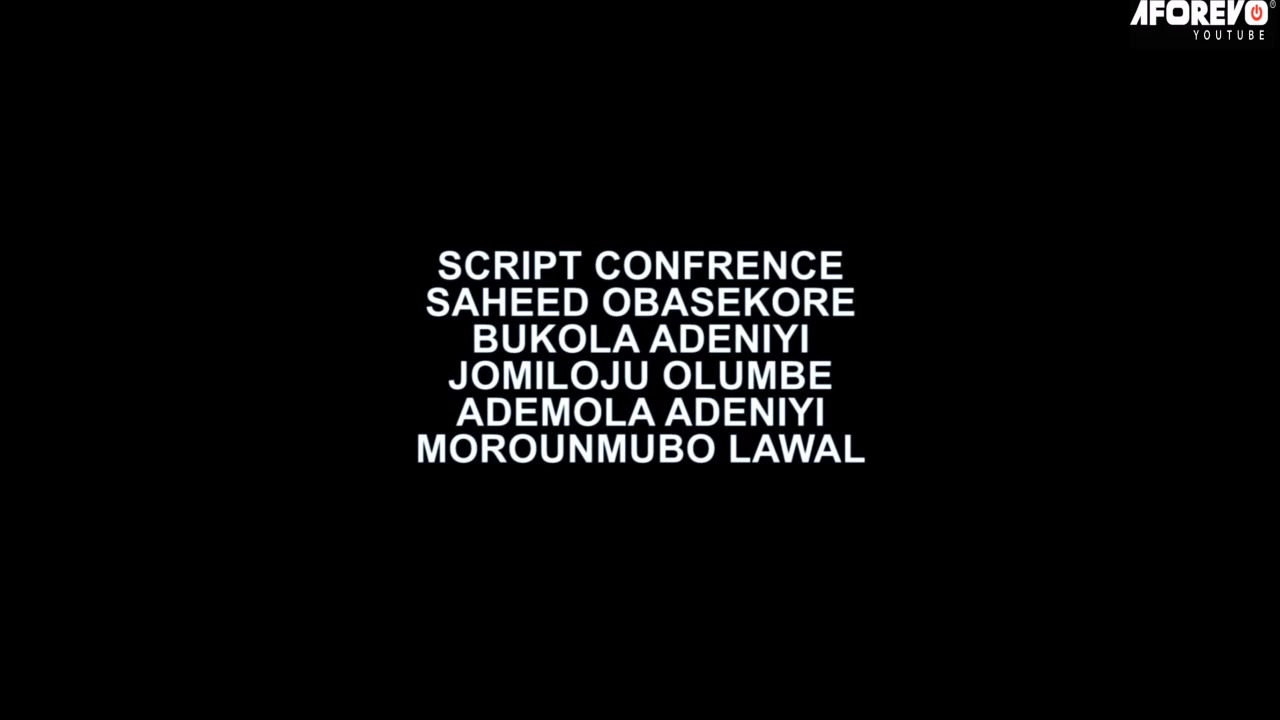 AFOREVO®
YOUTUBE
SCRIPT CONFRENCE
SAHEED OBASEKORE
BUKOLA ADENIYI
JOMILOJU OLUMBE
ADEMOLA ADENIYI
MOROUNMUBO LAWAL